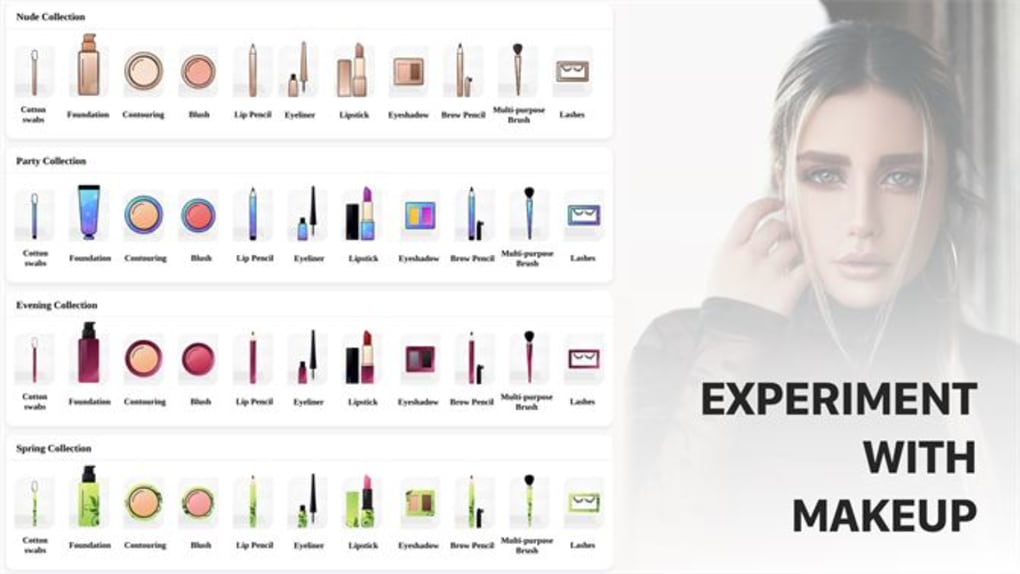 Nude Collection
Cotton swabs Foundation Contouring Blush Lip Pencil Eyeliner Lipstick Eyeshadow Brow Pencil Multi-purpose Brush Lashes
Party Collection
Cotton swabs Foundation Contouring Blush Lip Pencil Eyeliner Lipstick Eyeshadow Brow Pencil Multi-purpose Brush Lashes
Evening Collection
Cotton swabs Foundation Contouring Blush Lip Pencil Eyeliner Lipstick Eyeshadow Brow Pencil Multi-purpose Brush Lashes
Spring Collection
Cotton swabs Foundation Contouring Blush Lip Pencil Eyeliner Lipstick Eyeshadow Brow Pencil Multi-purpose Brush Lashes
EXPERIMENT
WITH
MAKEUP